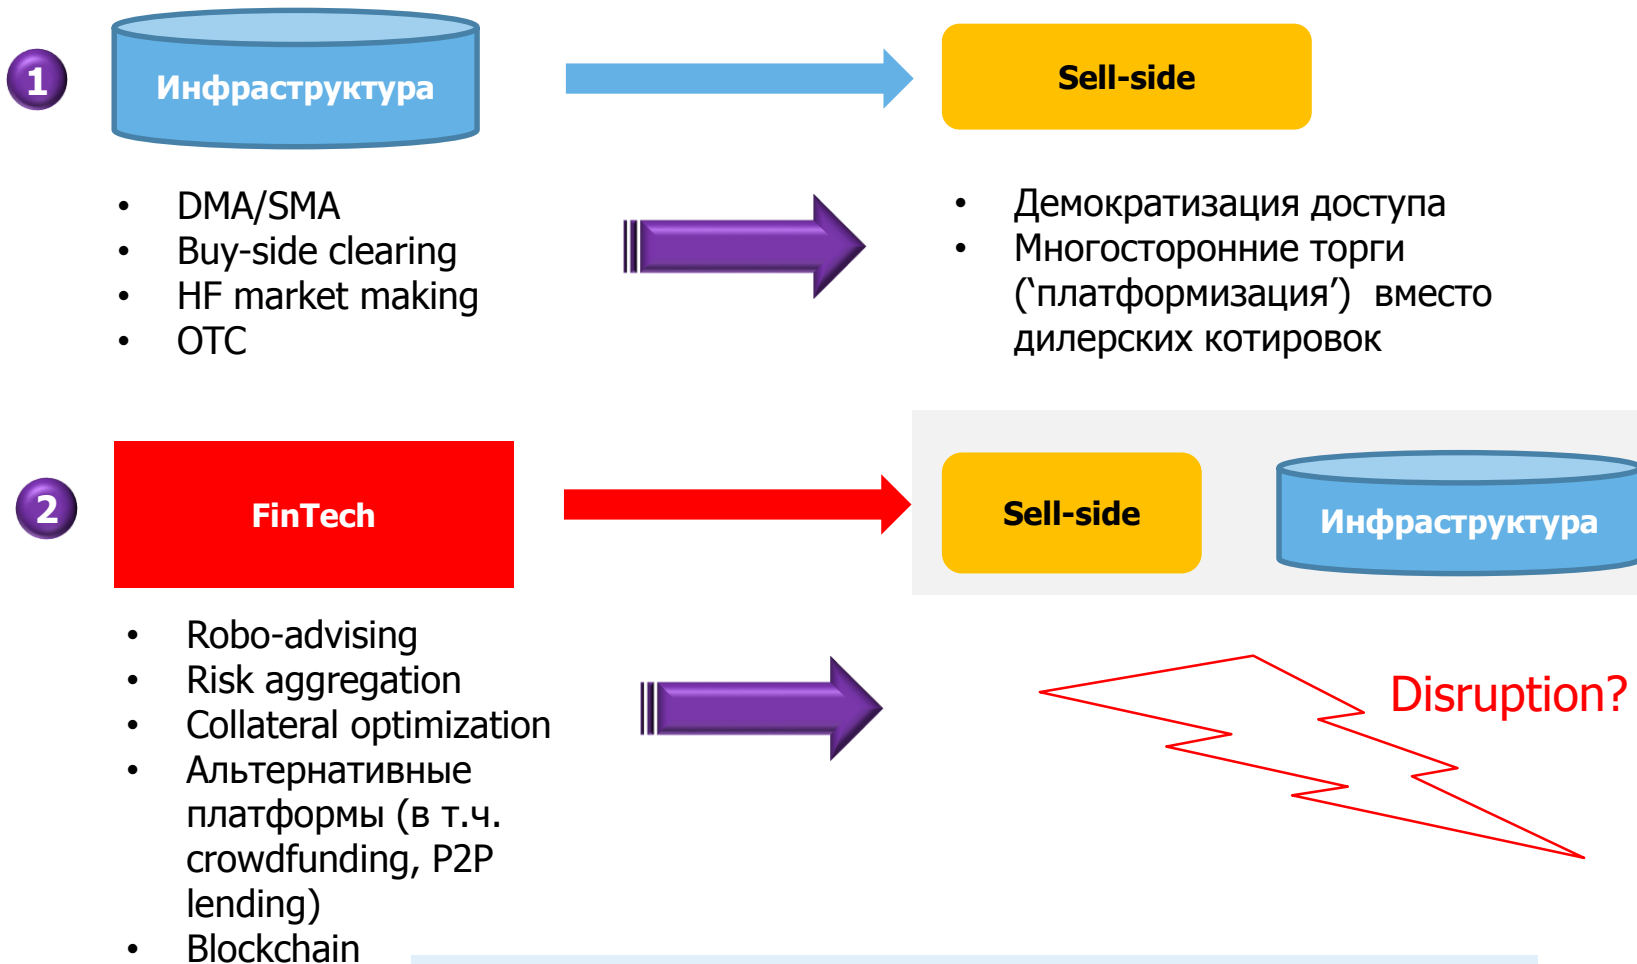 1
Инфраструктура
Sell-side
• DMA/SMA
• Buy-side clearing
• HF market making
• OTC
• Демократизация доступа
• Многосторонние торги
(‘платформизация’) вместо
дилерских котировок
2
FinTech
Sell-side
Инфраструктура
• Robo-advising
• Risk aggregation
• Collateral optimization
• Альтернативные
платформы (в т.ч.
crowdfunding, P2P
lending)
• Blockchain
Disruption?